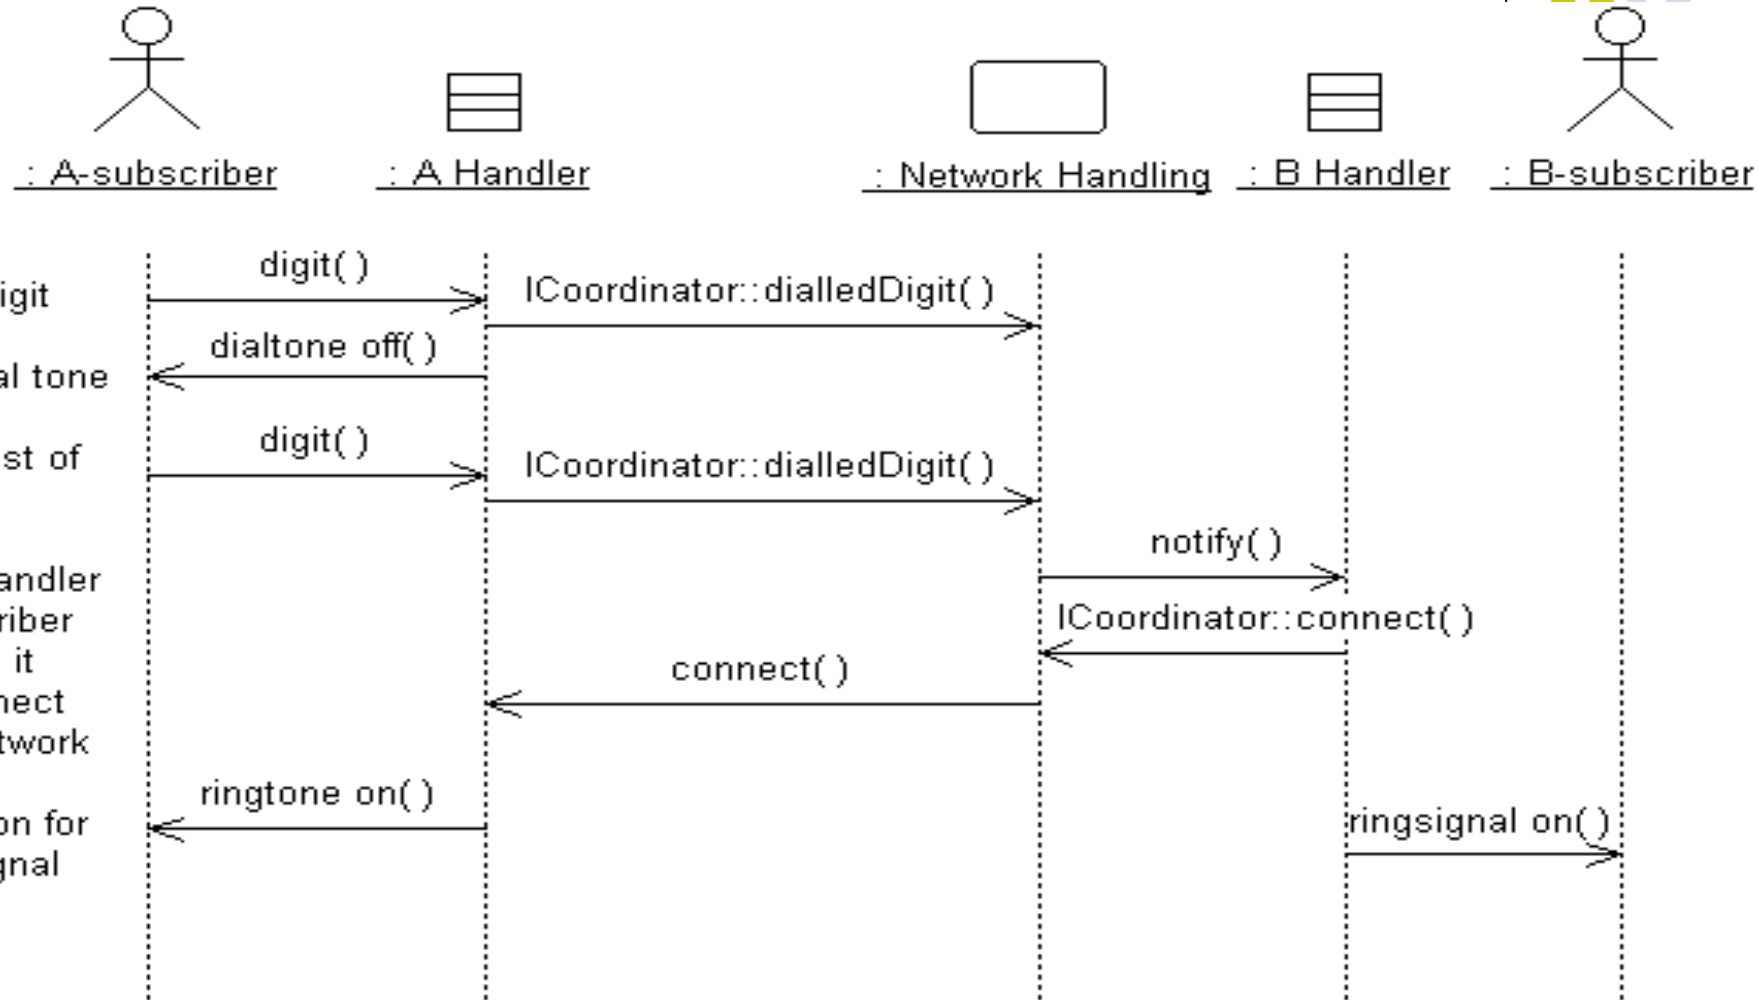 : A-subscriber
: A Handler
: Network Handling
: B Handler
: B-subscriber
digit( )
ICoordinator::dialledDigit( )
igit
dialtone off( )
al tone
digit( )
ICoordinator::dialledDigit( )
st of
notify( )
andler
riber
ICoordinator::connect( )
it
connect( )
nect
twork
ringtone on( )
on for
ringsignal on( )
gnal